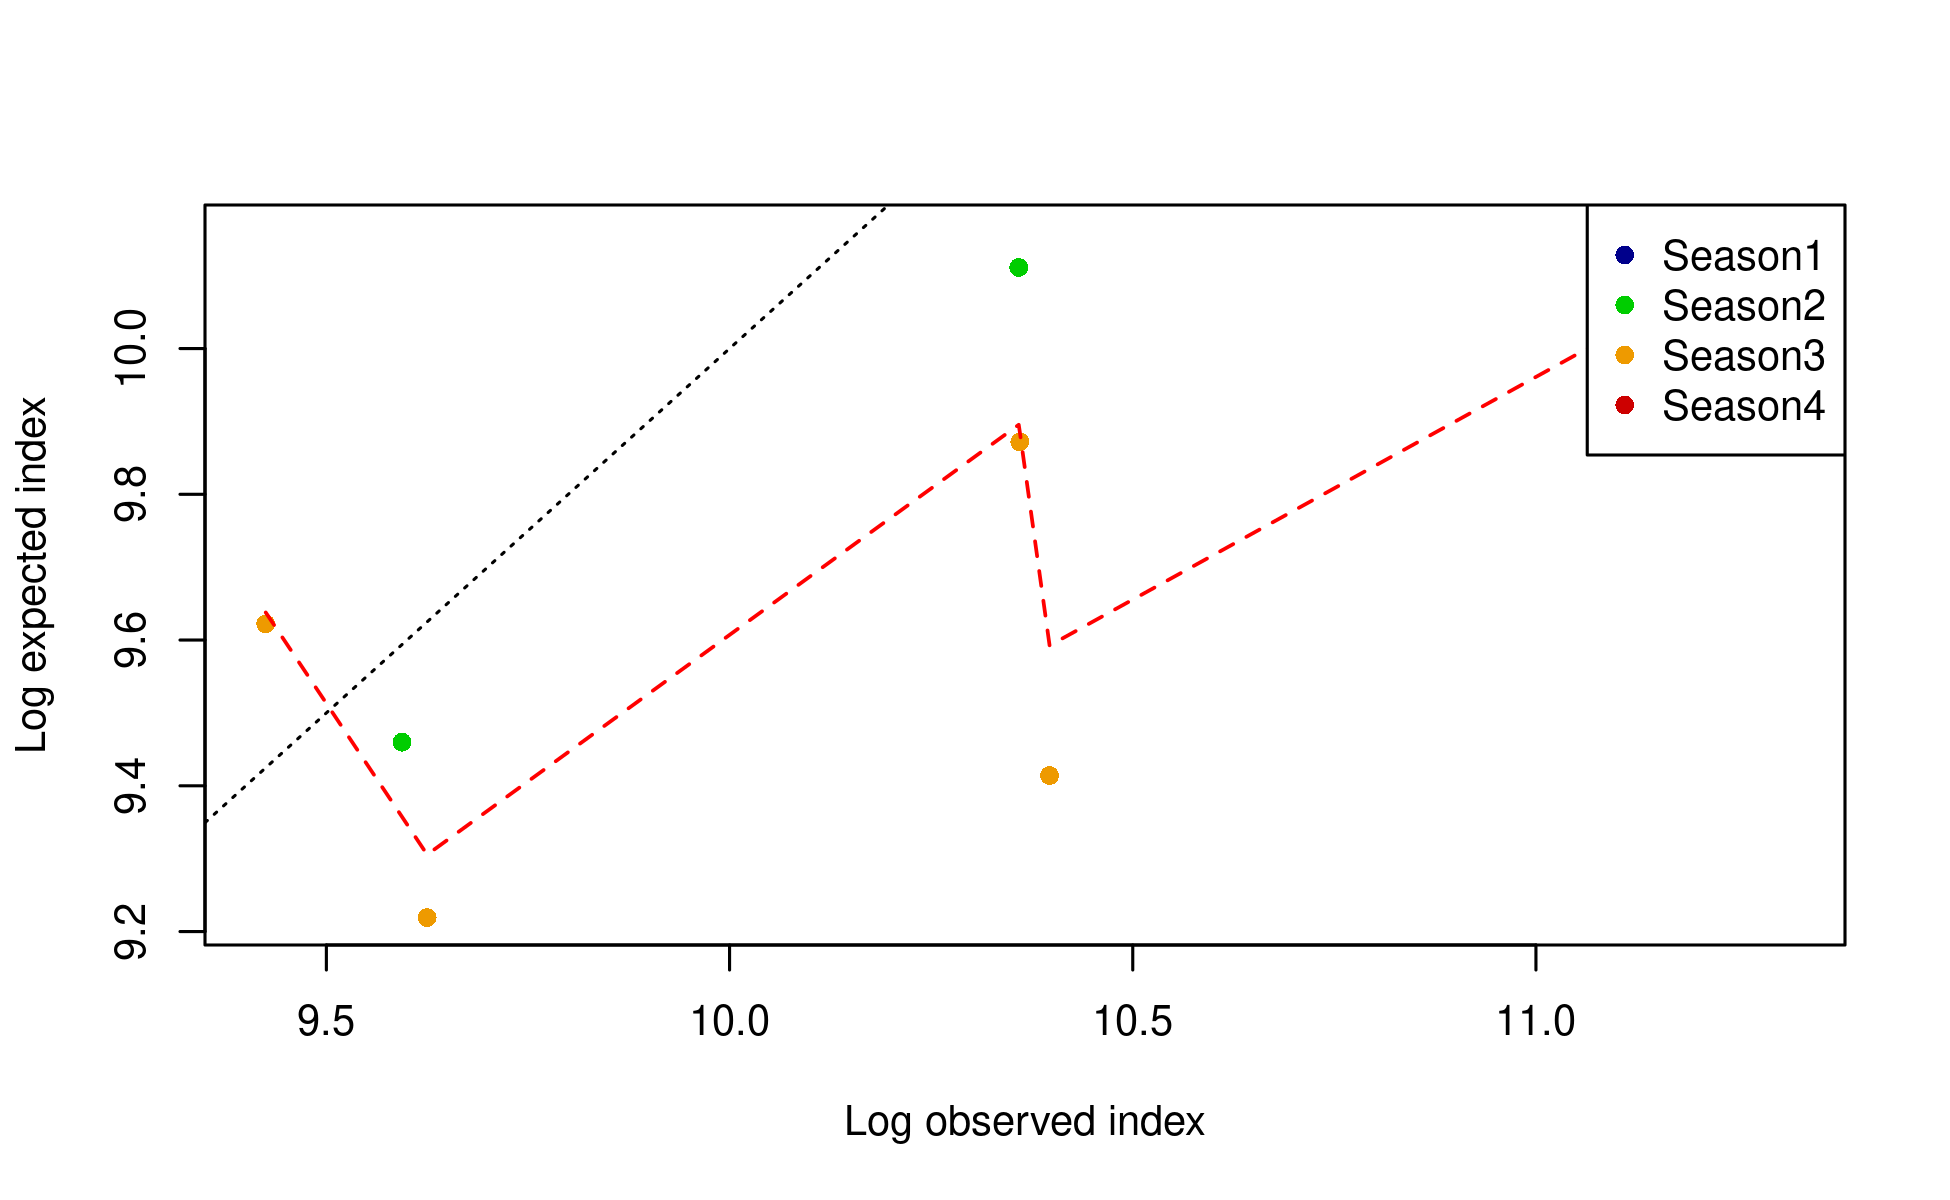 Season1
Season2
Season3
Season4
Log expected index
10.0
9.8
9.6
9.4
9.2
9.5 10.0 10.5 11.0
Log observed index